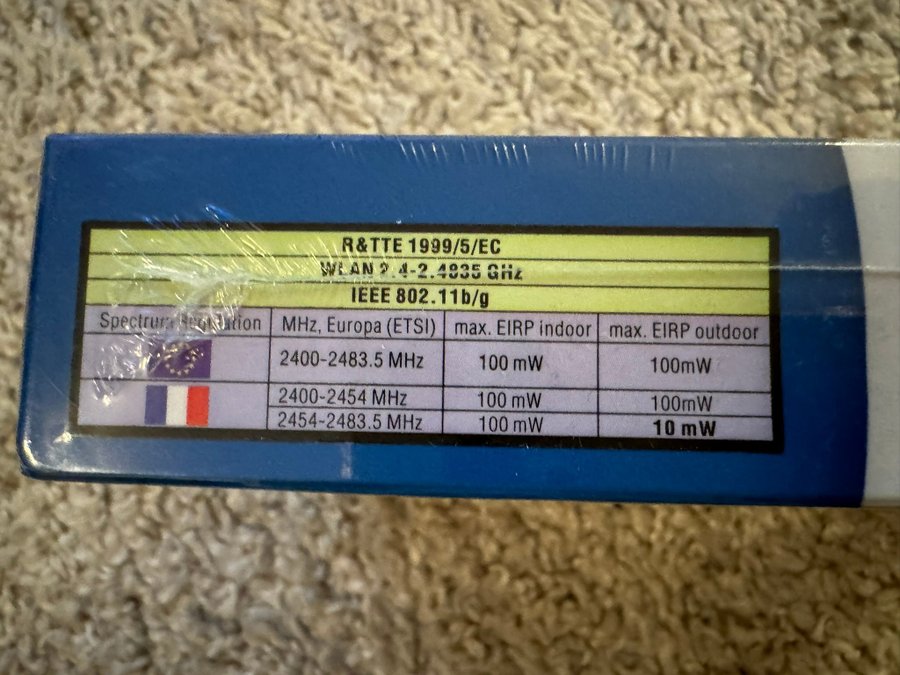 R&TTE 1999/5/EC
WLAN 2.4-2.4835 GHz
IEEE 802.11b/g
Spectrum Regulation MHz, Europa (ETSI) max. EIRP indoor max. EIRP outdoor
2400-2483.5 MHz 100 mW 100mW
2400-2454 MHz 100 mW 100mW
2454-2483.5 MHz 100 mW 10 mW